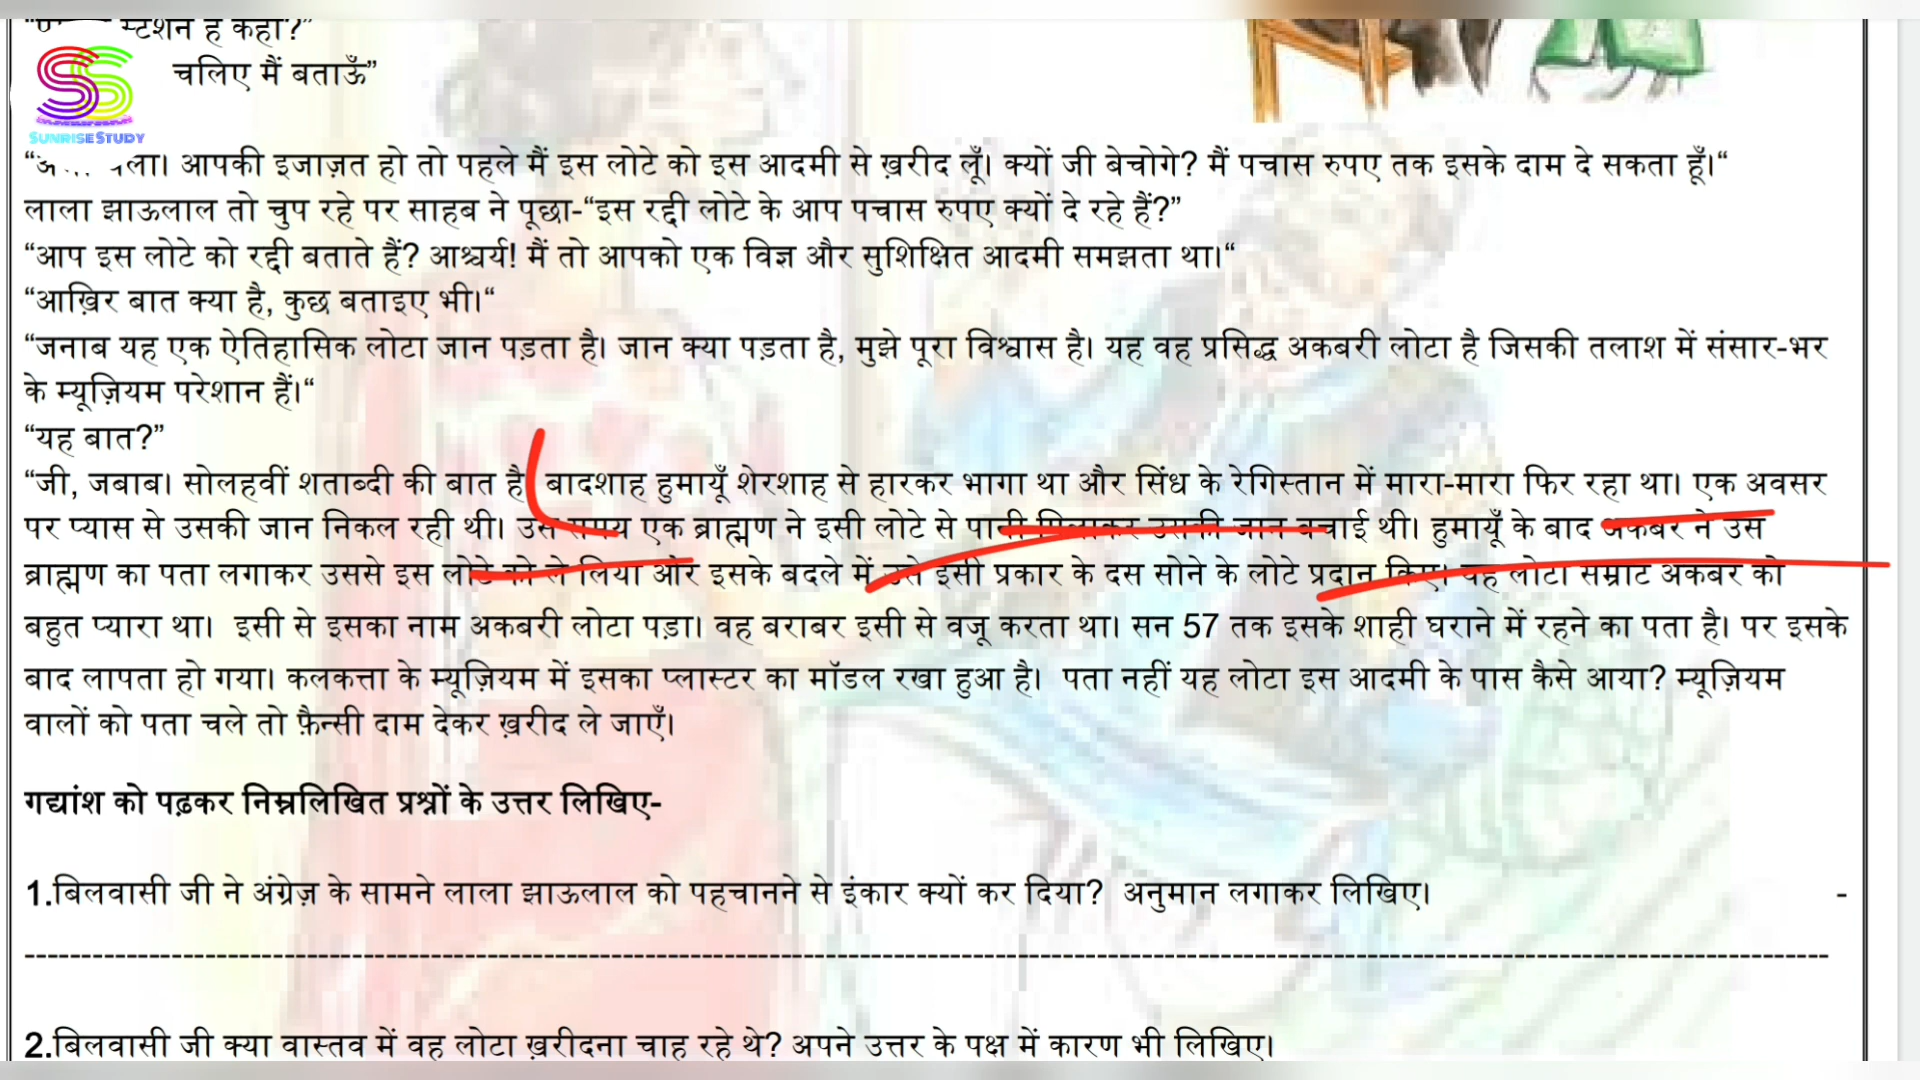 स्टेशन है कहाँ?”
चलिए मैं बताऊँ”
SS
SUNRISESTUDY
चला। आपकी इजाज़त हो तो पहले मैं इस लोटे को इस आदमी से ख़रीद लूँ। क्यों जी बेचोगे? मैं पचास रुपए तक इसके दाम दे सकता हूँ।“
लाला झाऊलाल तो चुप रहे पर साहब ने पूछा-“इस रद्दी लोटे के आप पचास रुपए क्यों दे रहे हैं?”
“आप इस लोटे को रद्दी बताते हैं? आश्चर्य! मैं तो आपको एक विज्ञ और सुशिक्षित आदमी समझता था।“
“आख़िर बात क्या है, कुछ बताइए भी।“
“जनाब यह एक ऐतिहासिक लोटा जान पड़ता है। जान क्या पड़ता है, मुझे पूरा विश्वास है। यह वह प्रसिद्ध अकबरी लोटा है जिसकी तलाश में संसार-भर
के म्यूज़ियम परेशान हैं।“
“यह बात?”
“जी, जबाब। सोलहवीं शताब्दी की बात है बादशाह हुमायूँ शेरशाह से हारकर भागा था और सिंध के रेगिस्तान में मारा-मारा फिर रहा था। एक अवसर
पर प्यास से उसकी जान निकल रही थी। उस समय एक ब्राह्मण ने इसी लोटे से पानी पिलाकर उसकी जान बचाई थी। हुमायूँ के बाद अकबर ने उस
ब्राह्मण का पता लगाकर उससे इस लोटे को ले लिया और इसके बदले में उसे इसी प्रकार के दस सोने के लोटे प्रदान किए। यह लोटा सम्राट अकबर को
बहुत प्यारा था। इसी से इसका नाम अकबरी लोटा पड़ा। वह बराबर इसी से वजू करता था। सन 57 तक इसके शाही घराने में रहने का पता है। पर इसके
बाद लापता हो गया। कलकत्ता के म्यूज़ियम में इसका प्लास्टर का मॉडल रखा हुआ है। पता नहीं यह लोटा इस आदमी के पास कैसे आया? म्यूज़ियम
वालों को पता चले तो फ़ैन्सी दाम देकर ख़रीद ले जाएँ।
गद्यांश को पढ़कर निम्नलिखित प्रश्नों के उत्तर लिखिए-
1.बिलवासी जी ने अंग्रेज़ के सामने लाला झाऊलाल को पहचानने से इंकार क्यों कर दिया? अनुमान लगाकर लिखिए। -
2.बिलवासी जी क्या वास्तव में वह लोटा ख़रीदना चाह रहे थे? अपने उत्तर के पक्ष में कारण भी लिखिए।